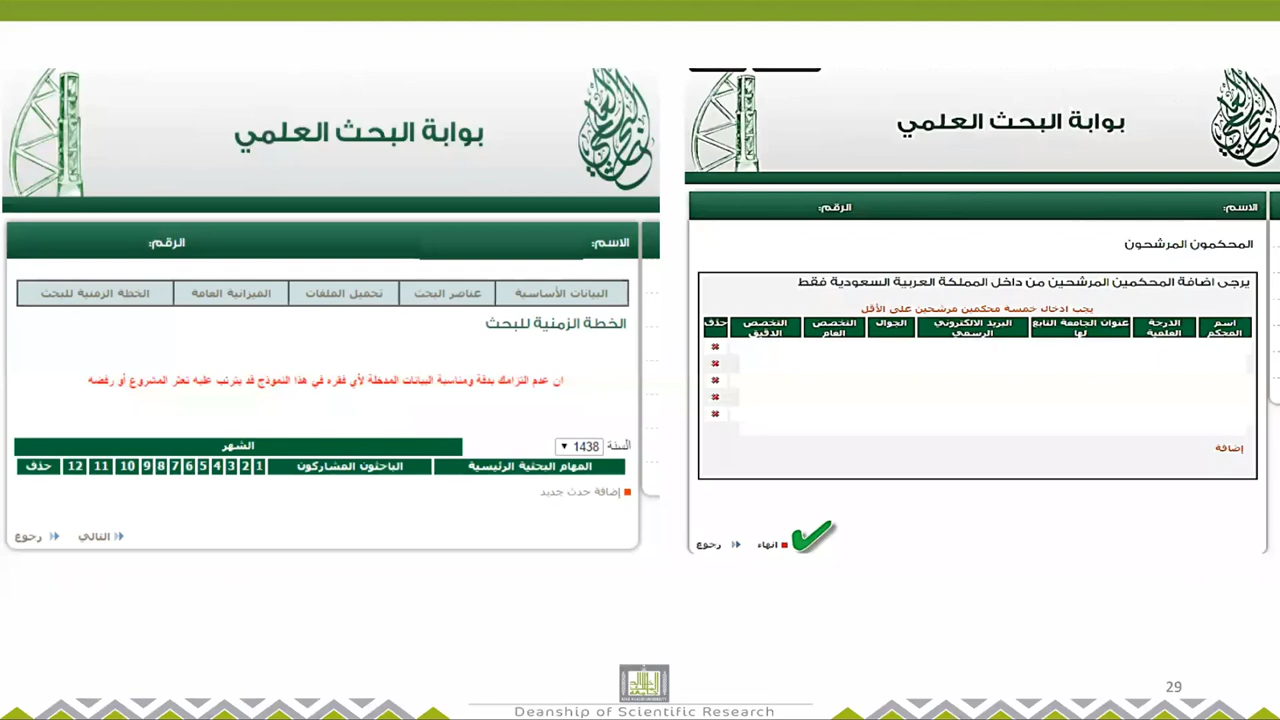 بوابة البحث العلمي
الاسم:
الرقم:
المحكمون المرشحون
يرجى اضافة المحكمين المرشحين من داخل المملكة العربية السعودية فقط
يجب ادخال خمسة محكمين مرشحين على الأقل
اسم المحكم
الدرجة العلمية
عنوان الجامعة التابع لها
البريد الالكتروني الرسمي
الجوال
التخصص العام
التخصص الدقيق
حذف
إضافة
انهاء
رجوع
بوابة البحث العلمي
الاسم:
الرقم:
البيانات الأساسية
عناصر البحث
تحميل الملفات
الميزانية العامة
الخطة الزمنية للبحث
الخطة الزمنية للبحث
ان عدم التزامك بدقة ومناسبة البيانات المدخلة لأي فقره في هذا النموذج قد يترتب عليه تعثر المشروع أو رفضه
السنة 1438
الشهر
المهام البحثية الرئيسية
الباحثون المشاركون
1 2 3 4 5 6 7 8 9 10 11 12
حذف
إضافة حدث جديد
التالي
رجوع
29
Deanship of Scientific Research